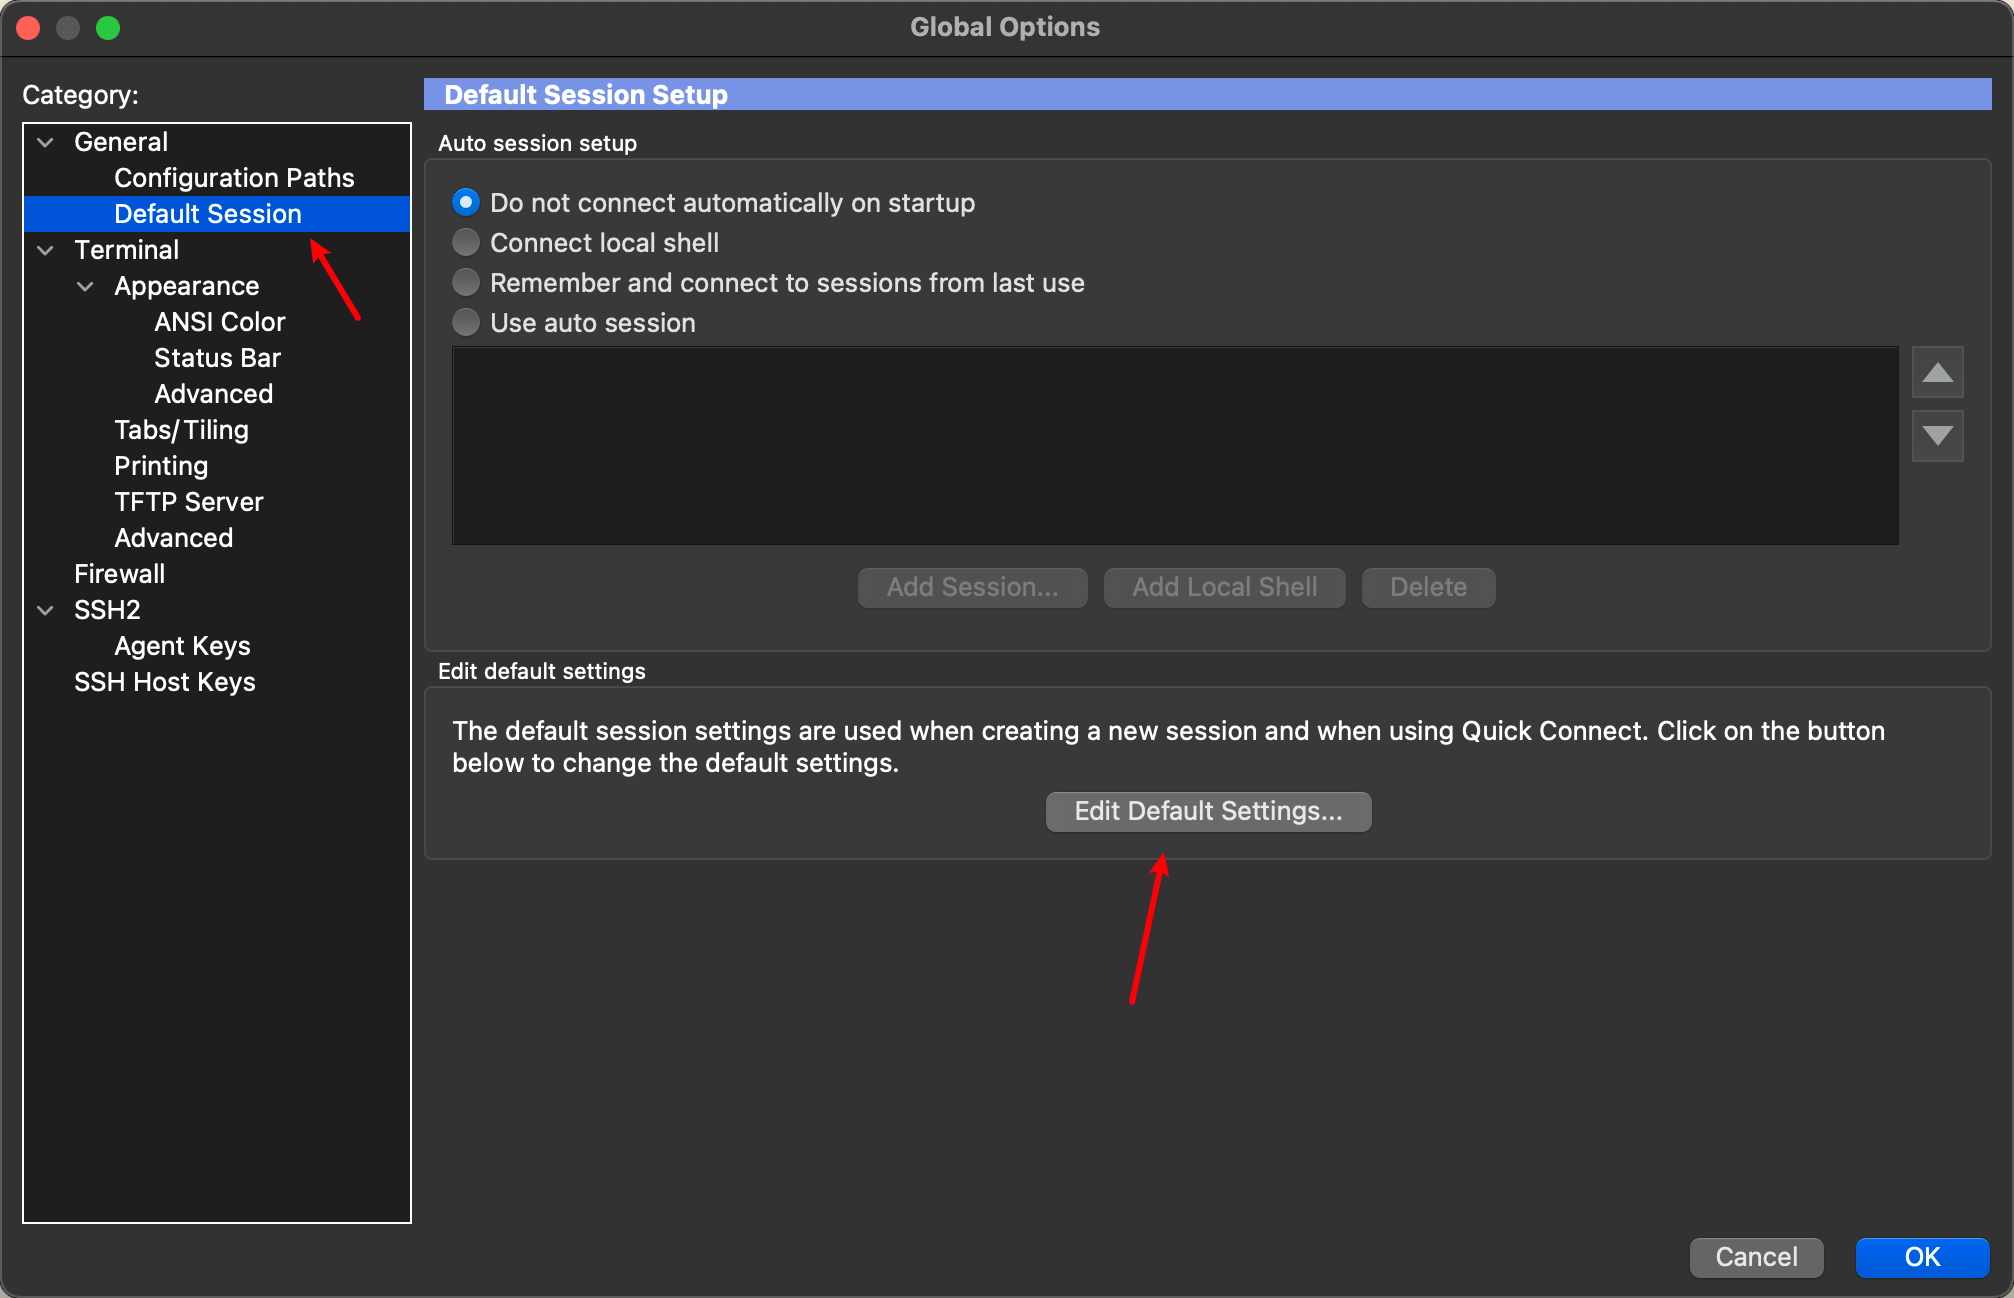 Global Options
Category:
General
Configuration Paths
Default Session
Terminal
Appearance
ANSI Color
Status Bar
Advanced
Tabs/Tiling
Printing
TFTP Server
Advanced
Firewall
SSH2
Agent Keys
SSH Host Keys
Default Session Setup
Auto session setup
Do not connect automatically on startup
Connect local shell
Remember and connect to sessions from last use
Use auto session
Add Session...
Add Local Shell
Delete
Edit default settings
The default session settings are used when creating a new session and when using Quick Connect. Click on the button
below to change the default settings.
Edit Default Settings...
Cancel
OK